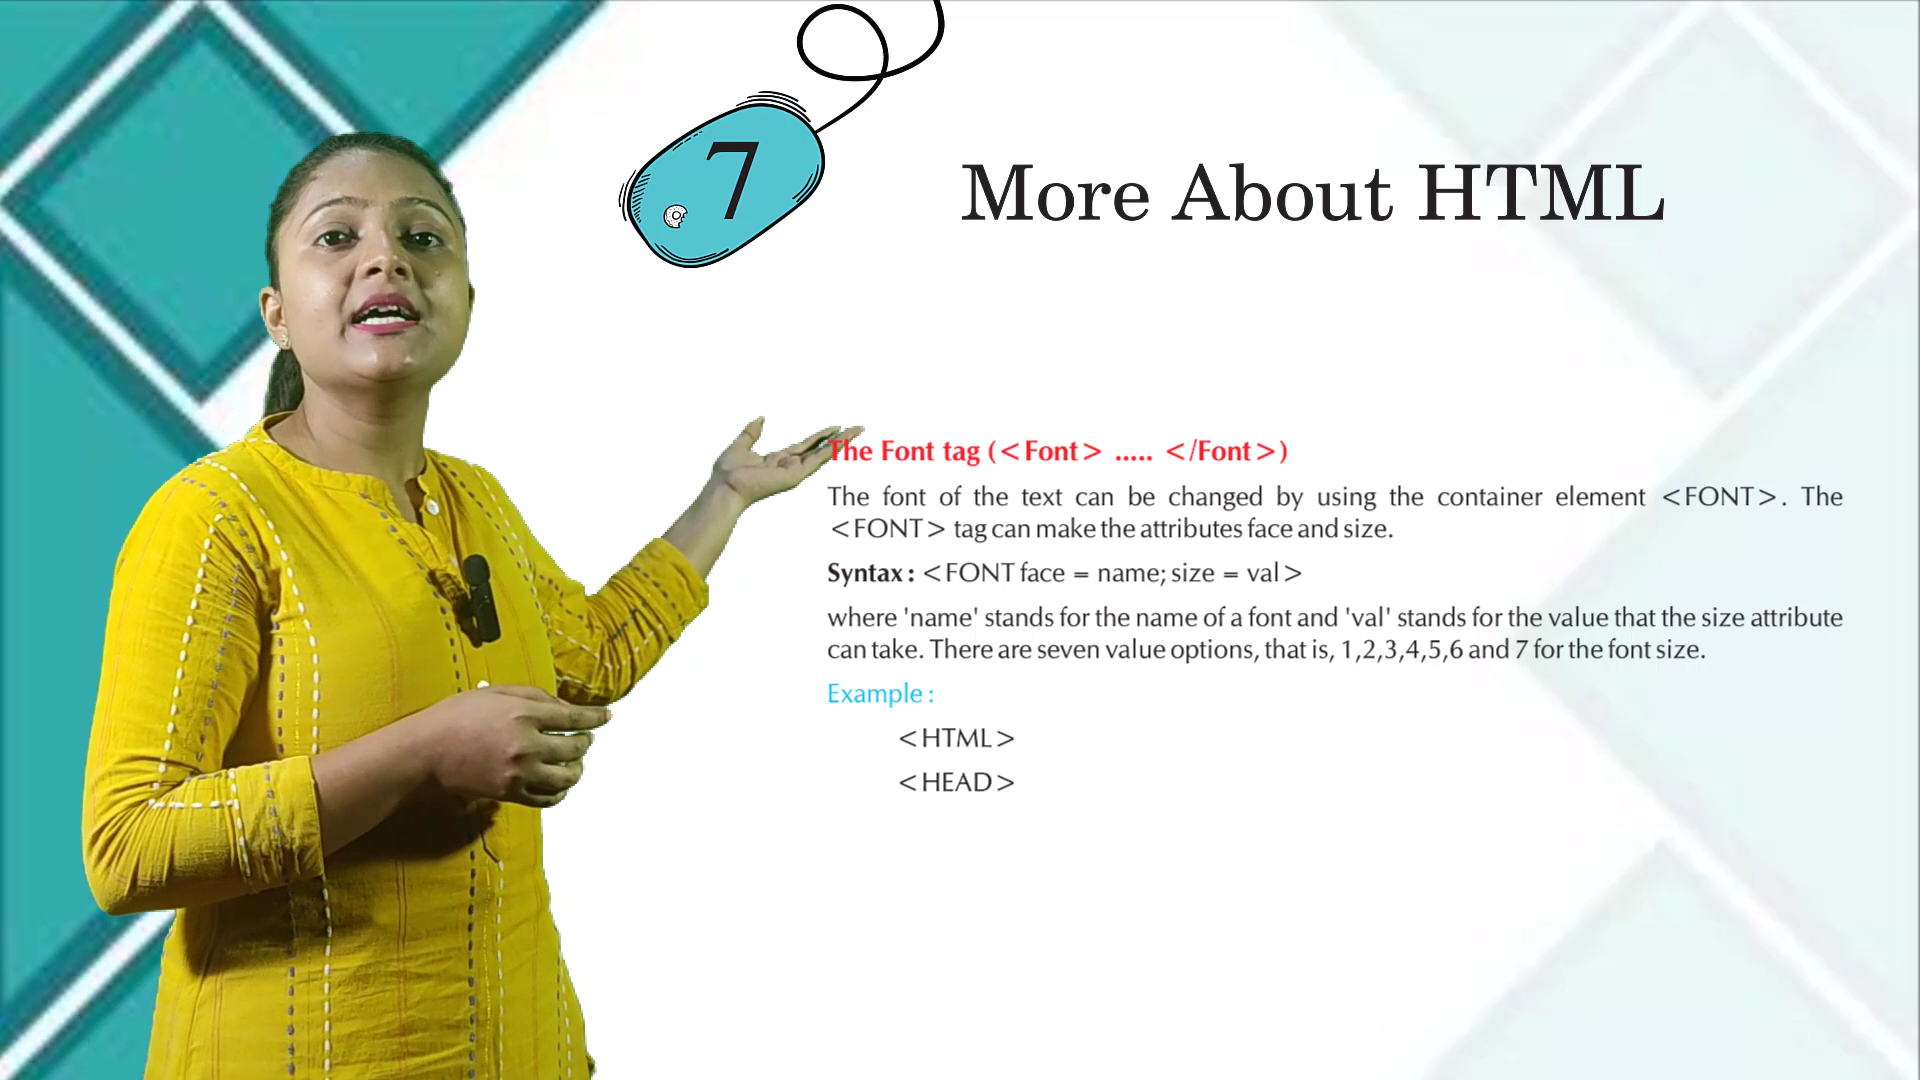 7
More About HTML
The Font tag (<Font> ..... </Font>)
The font of the text can be changed by using the container element <FONT>. The
<FONT> tag can make the attributes face and size.
Syntax : <FONT face = name; size = val>
where 'name' stands for the name of a font and 'val' stands for the value that the size attribute
can take. There are seven value options, that is, 1,2,3,4,5,6 and 7 for the font size.
Example :
<HTML>
<HEAD>